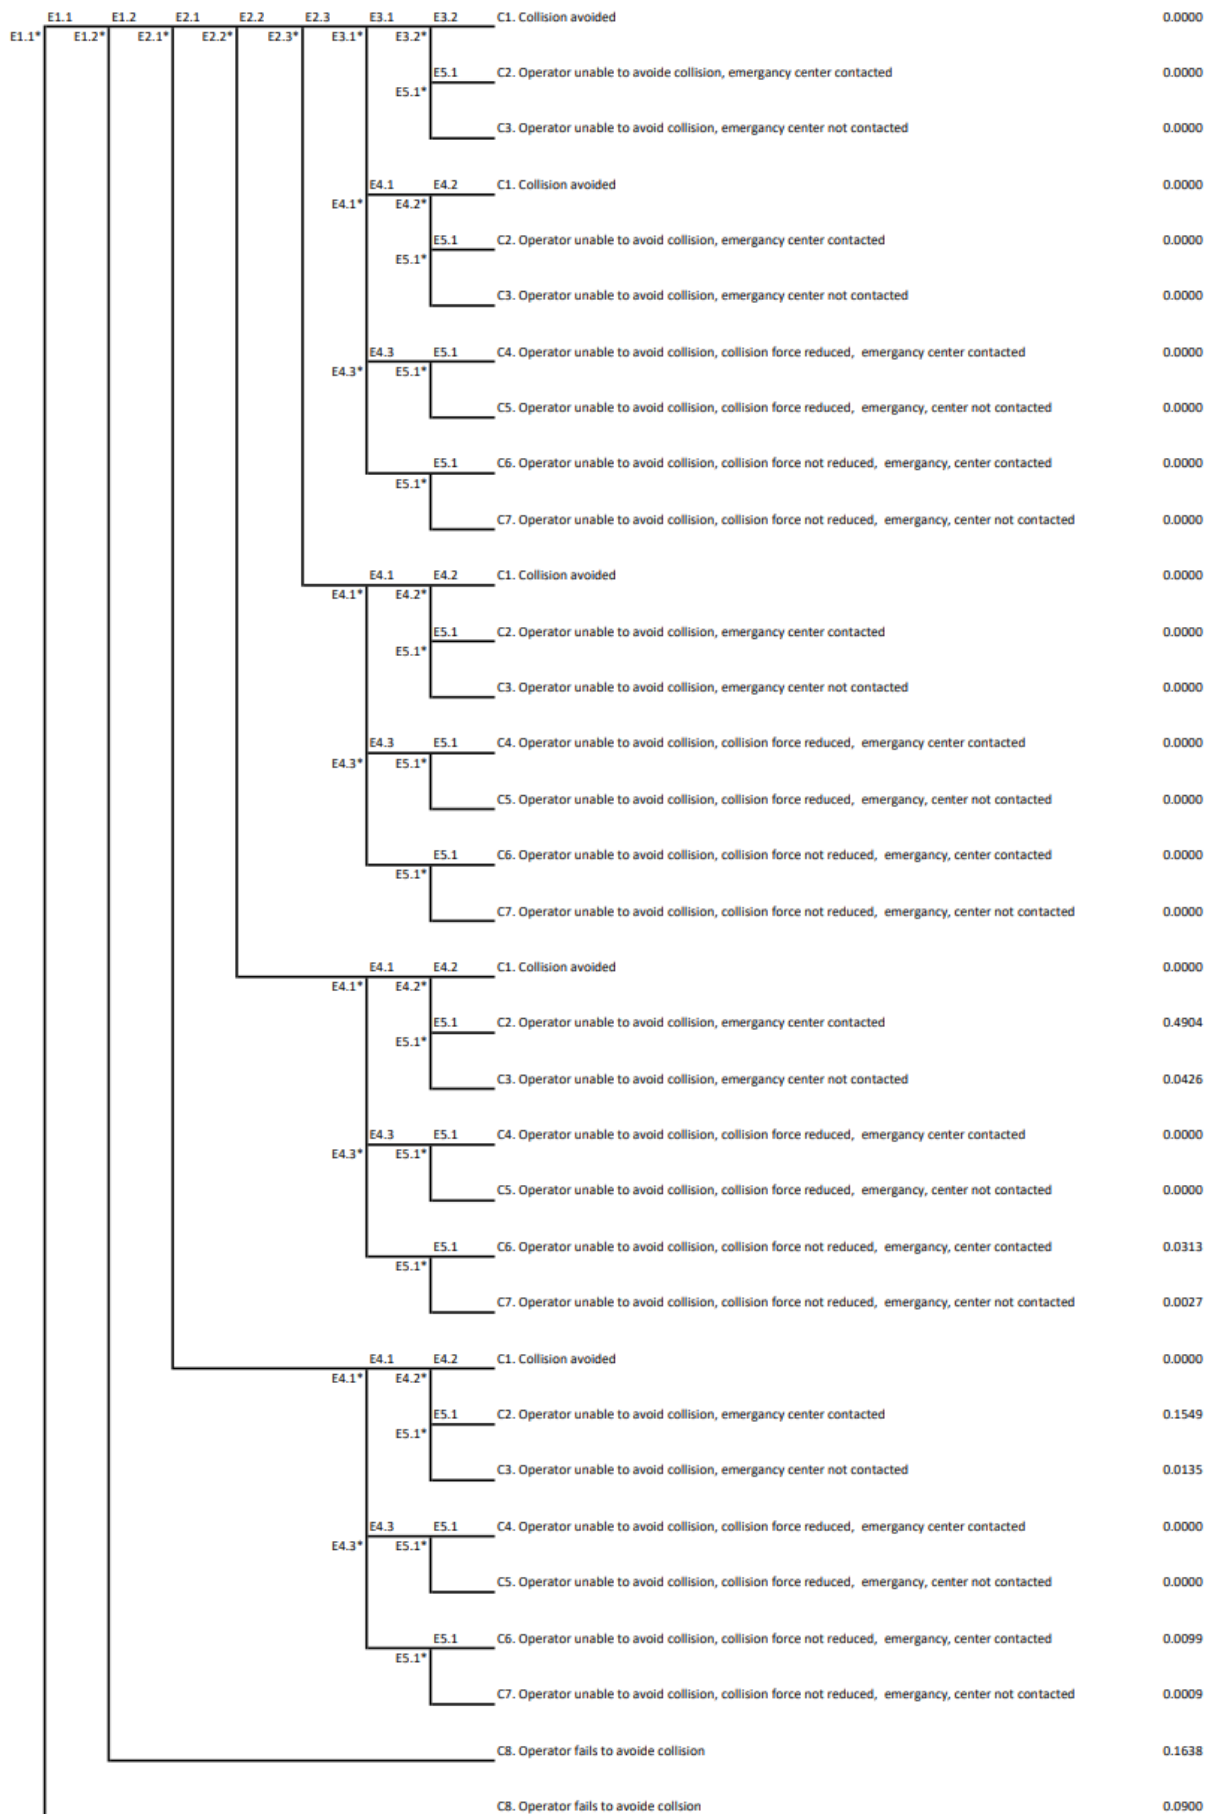 E1.1 E1.2 E2.1 E2.2 E2.3 E3.1 E3.2 C1. Collision avoided 0.0000
E1.1* E1.2* E2.1* E2.2* E2.3* E3.1* E3.2*
E5.1 C2. Operator unable to avoide collision, emergancy center contacted 0.0000
E5.1*
C3. Operator unable to avoid collision, emergancy center not contacted 0.0000
E4.1 E4.2 C1. Collision avoided 0.0000
E4.1* E4.2*
E5.1 C2. Operator unable to avoid collision, emergancy center contacted 0.0000
E5.1*
C3. Operator unable to avoid collision, emergancy center not contacted 0.0000
E4.3 E5.1 C4. Operator unable to avoid collision, collision force reduced, emergancy center contacted 0.0000
E4.3* E5.1*
C5. Operator unable to avoid collision, collision force reduced, emergancy, center not contacted 0.0000
E5.1 C6. Operator unable to avoid collision, collision force not reduced, emergancy, center contacted 0.0000
E5.1*
C7. Operator unable to avoid collision, collision force not reduced, emergancy, center not contacted 0.0000
E4.1 E4.2 C1. Collision avoided 0.0000
E4.1* E4.2*
E5.1 C2. Operator unable to avoid collision, emergancy center contacted 0.0000
E5.1*
C3. Operator unable to avoid collision, emergancy center not contacted 0.0000
E4.3 E5.1 C4. Operator unable to avoid collision, collision force reduced, emergancy center contacted 0.0000
E4.3* E5.1*
C5. Operator unable to avoid collision, collision force reduced, emergancy, center not contacted 0.0000
E5.1 C6. Operator unable to avoid collision, collision force not reduced, emergancy, center contacted 0.0000
E5.1*
C7. Operator unable to avoid collision, collision force not reduced, emergancy, center not contacted 0.0000
E4.1 E4.2 C1. Collision avoided 0.0000
E4.1* E4.2*
E5.1 C2. Operator unable to avoid collision, emergancy center contacted 0.4904
E5.1*
C3. Operator unable to avoid collision, emergancy center not contacted 0.0426
E4.3 E5.1 C4. Operator unable to avoid collision, collision force reduced, emergancy center contacted 0.0000
E4.3* E5.1*
C5. Operator unable to avoid collision, collision force reduced, emergancy, center not contacted 0.0000
E5.1 C6. Operator unable to avoid collision, collision force not reduced, emergancy, center contacted 0.0313
E5.1*
C7. Operator unable to avoid collision, collision force not reduced, emergancy, center not contacted 0.0027
E4.1 E4.2 C1. Collision avoided 0.0000
E4.1* E4.2*
E5.1 C2. Operator unable to avoid collision, emergancy center contacted 0.1549
E5.1*
C3. Operator unable to avoid collision, emergancy center not contacted 0.0135
E4.3 E5.1 C4. Operator unable to avoid collision, collision force reduced, emergancy center contacted 0.0000
E4.3* E5.1*
C5. Operator unable to avoid collision, collision force reduced, emergancy, center not contacted 0.0000
E5.1 C6. Operator unable to avoid collision, collision force not reduced, emergancy, center contacted 0.0099
E5.1*
C7. Operator unable to avoid collision, collision force not reduced, emergancy, center not contacted 0.0009
C8. Operator fails to avoide collision 0.1638
C8. Operator fails to avoide collsion 0.0900